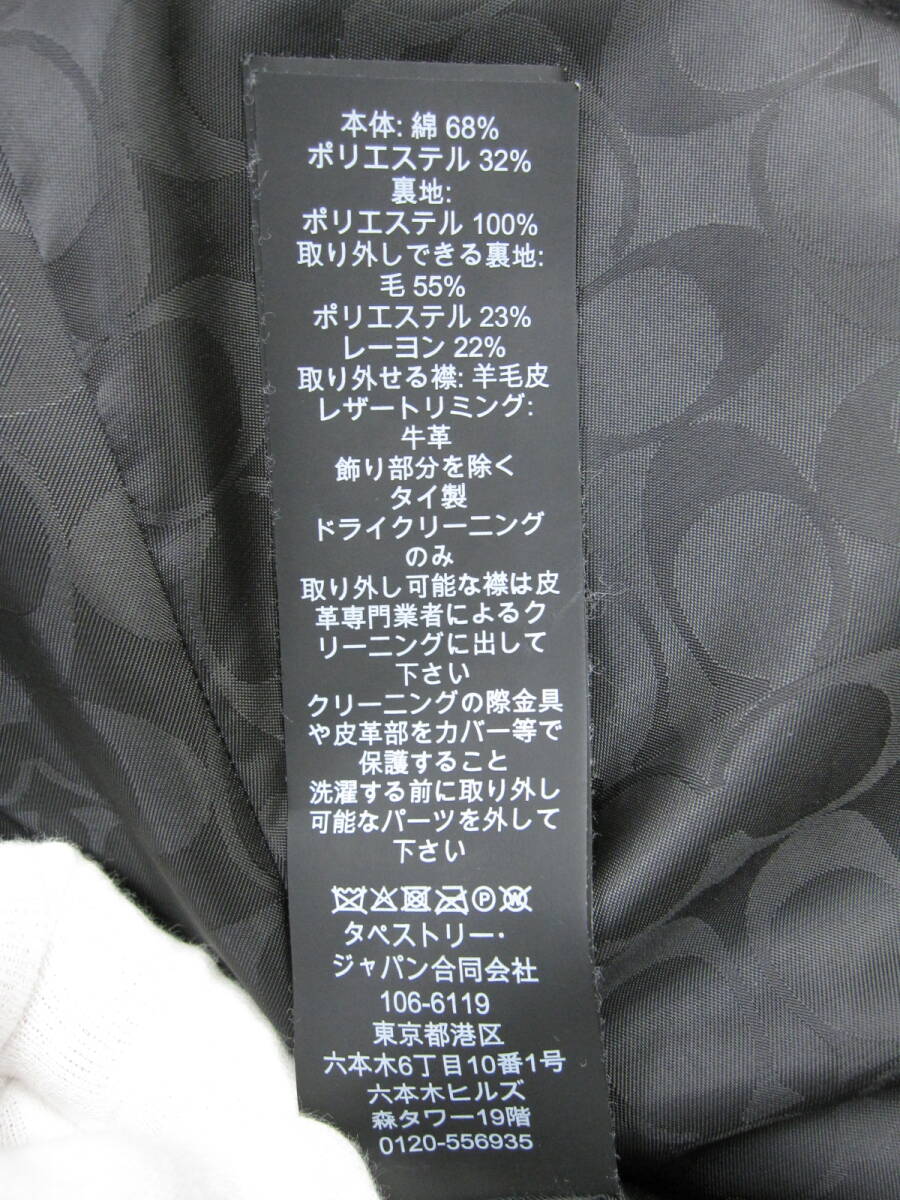 本体: 綿 68%
ポリエステル 32%
裏地:
ポリエステル 100%
取り外しできる裏地:
毛 55%
ポリエステル 23%
レーヨン 22%
取り外せる襟: 羊毛皮
レザートリミング:
牛革
飾り部分を除く
タイ製
ドライクリーニング
のみ
取り外し可能な襟は皮
革専門業者によるク
リーニングに出して
下さい
クリーニングの際金具
や皮革部をカバー等で
保護すること
洗濯する前に取り外し
可能なパーツを外して
下さい
P W
タペストリー・
ジャパン合同会社
106-6119
東京都港区
六本木6丁目10番1号
六本木ヒルズ
森タワー19階
0120-556935